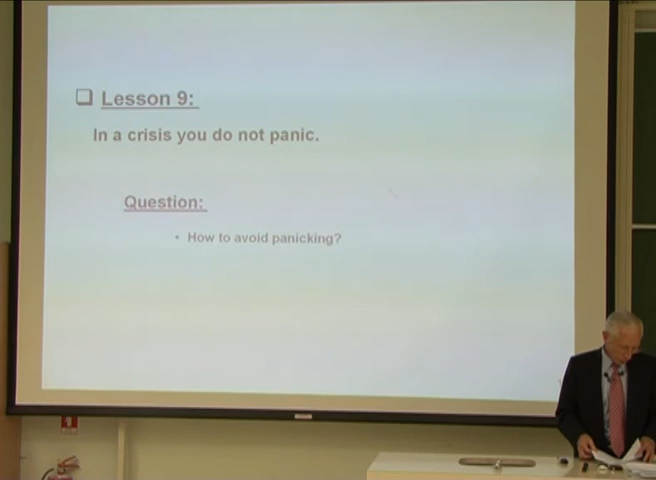 Lesson 9:
In a crisis you do not panic.
Question:
• How to avoid panicking?